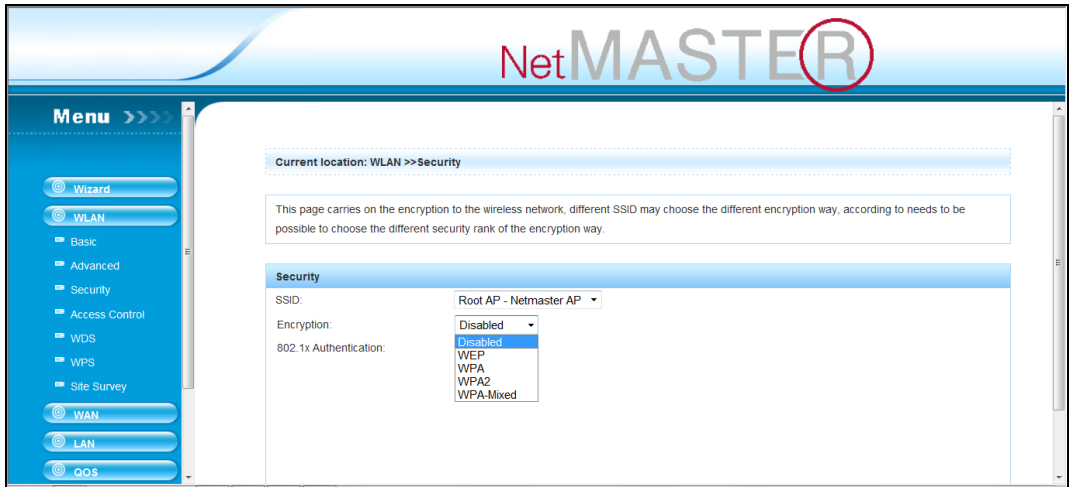 NetMASTER
Menu >>>>
Wizard
WLAN
Basic
Advanced
Security
Access Control
WDS
WPS
Site Survey
WAN
LAN
QOS
Current location: WLAN >>Security
This page carries on the encryption to the wireless network, different SSID may choose the different encryption way, according to needs to be
possible to choose the different security rank of the encryption way.
Security
SSID: Root AP - Netmaster AP
Encryption: Disabled
802.1x Authentication:
Disabled
WEP
WPA
WPA2
WPA-Mixed